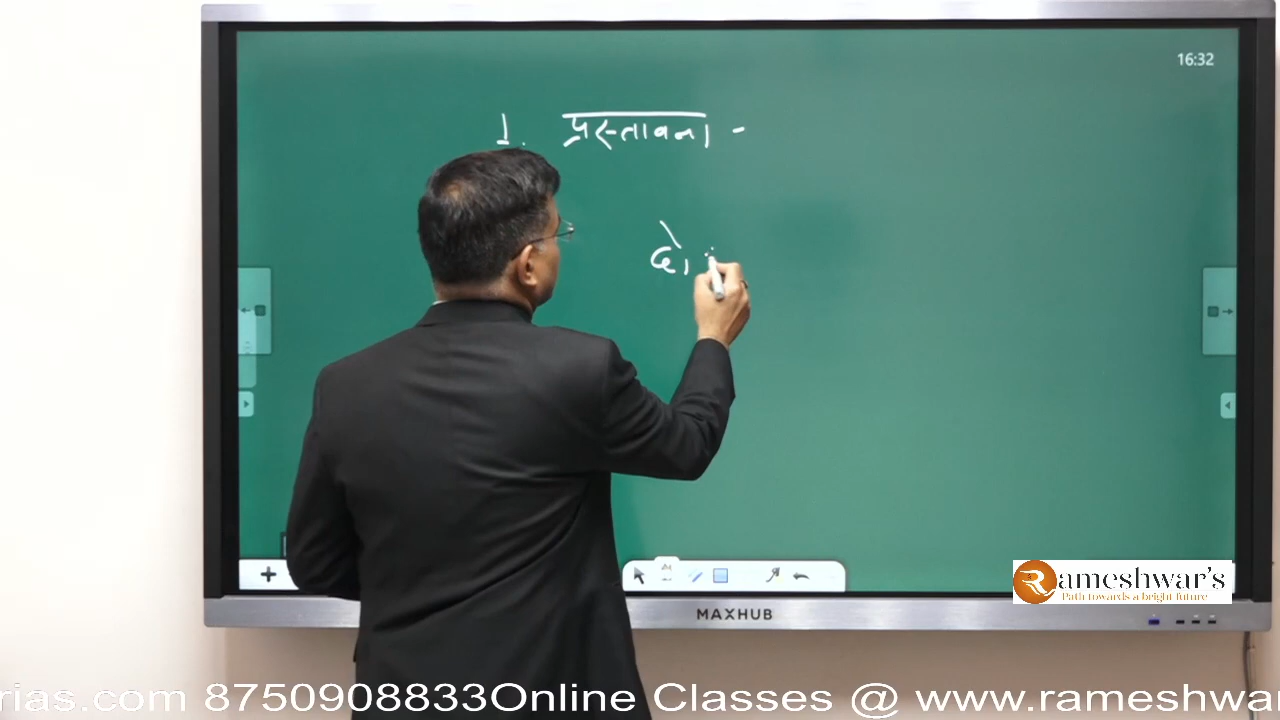 16:32
1. प्रस्तावना -
दो
MAXHUB
Rameshwar's
Path towards a bright future
rias.com 8750908833Online Classes @ www.rameshwar